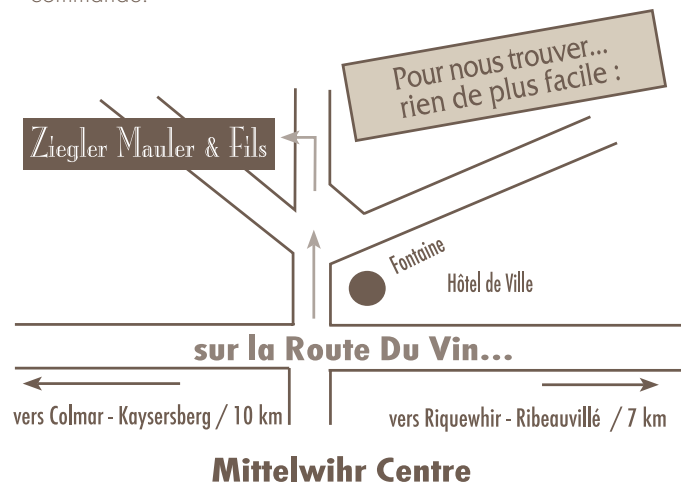 commande.
Pour nous trouver...
rien de plus facile :
Ziegler Mauler & Fils
Fontaine
Hôtel de Ville
sur la Route Du Vin...
vers Colmar - Kaysersberg / 10 km
vers Riquewhir - Ribeauvillé / 7 km
Mittelwihr Centre